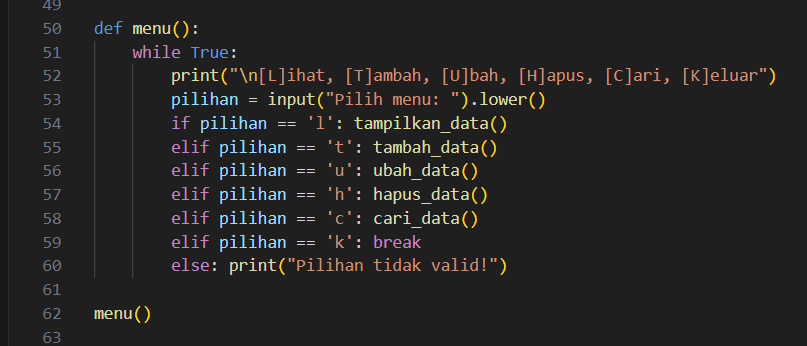 49
50 def menu():
51 while True:
52 print("\n[L]ihat, [T]ambah, [U]bah, [H]apus, [C]ari, [K]eluar")
53 pilihan = input("Pilih menu: ").lower()
54 if pilihan == 'l': tampilkan_data()
55 elif pilihan == 't': tambah_data()
56 elif pilihan == 'u': ubah_data()
57 elif pilihan == 'h': hapus_data()
58 elif pilihan == 'c': cari_data()
59 elif pilihan == 'k': break
60 else: print("Pilihan tidak valid!")
61
62 menu()
63